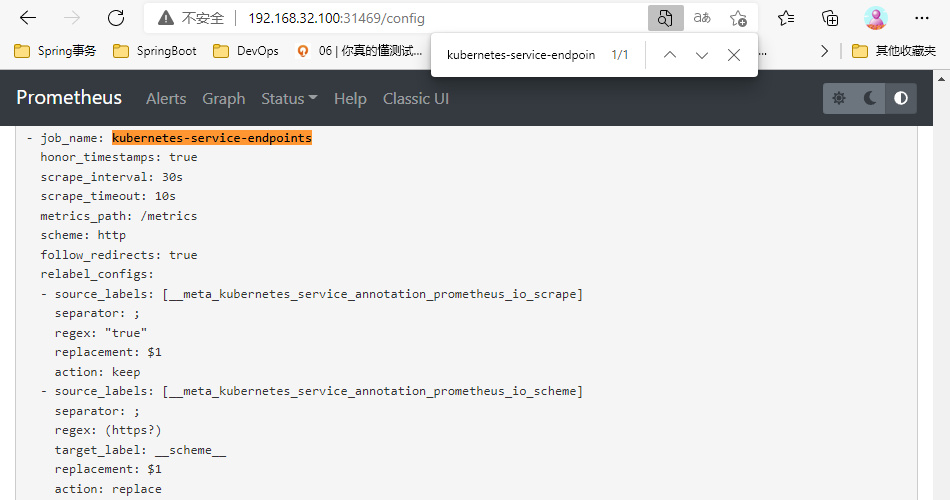 不安全 192.168.32.100:31469/config
Spring事务 SpringBoot DevOps 06 | 你真的懂测试... 其他收藏夹
kubernetes-service-endpoin 1/1
Prometheus Alerts Graph Status Help Classic UI
- job_name: kubernetes-service-endpoints
honor_timestamps: true
scrape_interval: 30s
scrape_timeout: 10s
metrics_path: /metrics
scheme: http
follow_redirects: true
relabel_configs:
- source_labels: [__meta_kubernetes_service_annotation_prometheus_io_scrape]
separator: ;
regex: "true"
replacement: $1
action: keep
- source_labels: [__meta_kubernetes_service_annotation_prometheus_io_scheme]
separator: ;
regex: (https?)
target_label: __scheme__
replacement: $1
action: replace